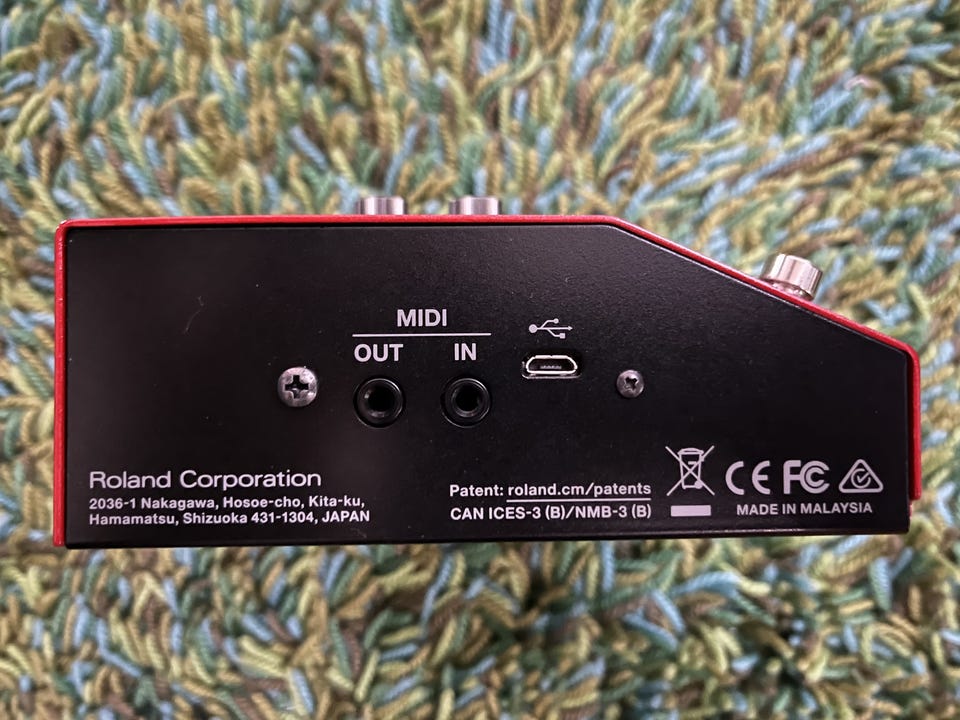 MIDI
OUT IN
Roland Corporation
2036-1 Nakagawa, Hosoe-cho, Kita-ku,
Hamamatsu, Shizuoka 431-1304, JAPAN
Patent: roland.cm/patents
CAN ICES-3 (B)/NMB-3 (B)
CE FC
MADE IN MALAYSIA